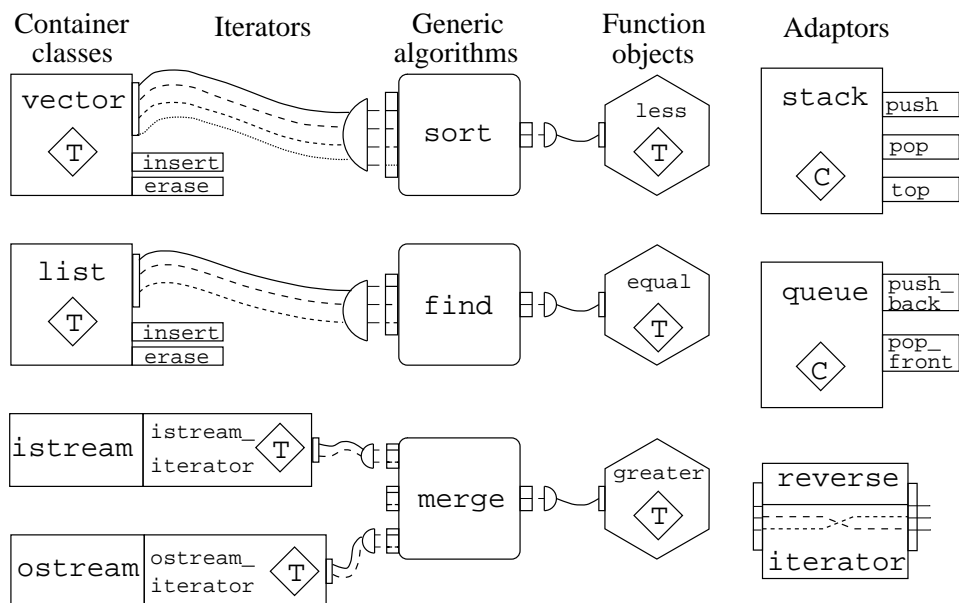 Container
classes
Iterators
Generic
algorithms
Function
objects
Adaptors
vector
T
insert
erase
sort
less
T
stack
C
push
pop
top
list
T
insert
erase
find
equal
T
queue
C
push_
back
pop_
front
istream
istream_
iterator
T
merge
greater
T
reverse
iterator
ostream
ostream_
iterator
T